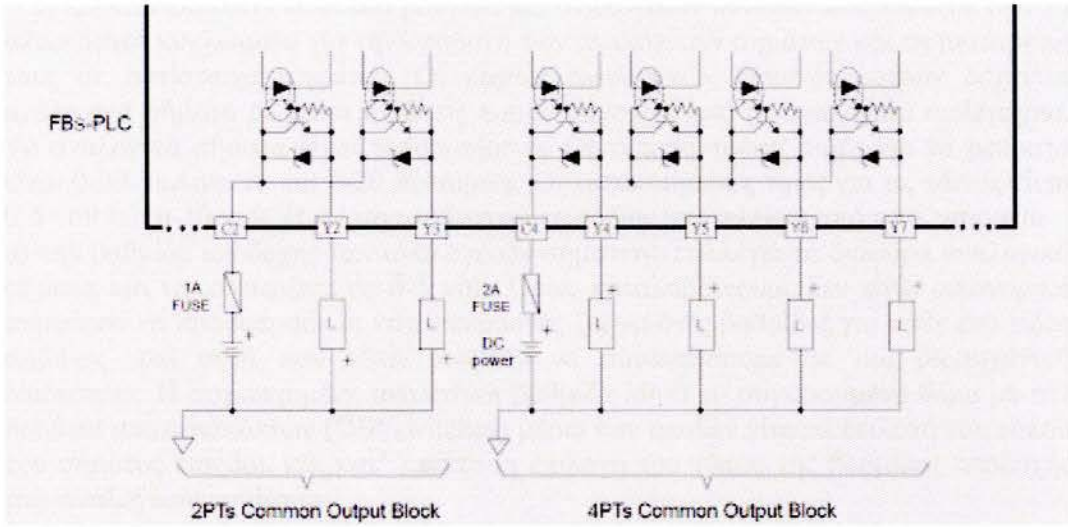 FBs-PLC
C2 Y2 Y3 C4 Y4 Y5 Y6 Y7
1A
FUSE
2A
FUSE
+
+
DC
power
L
2PTs Common Output Block
4PTs Common Output Block